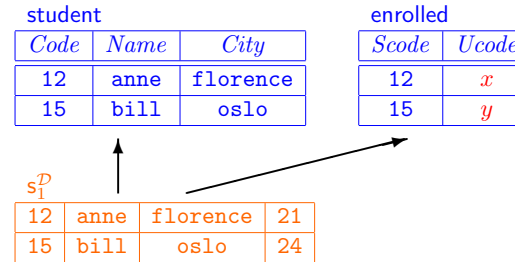 student enrolled
Code Name City Scode Ucode
12 anne florence 12 x
15 bill oslo 15 y
s₁ᴰ
12 anne florence 21
15 bill oslo 24